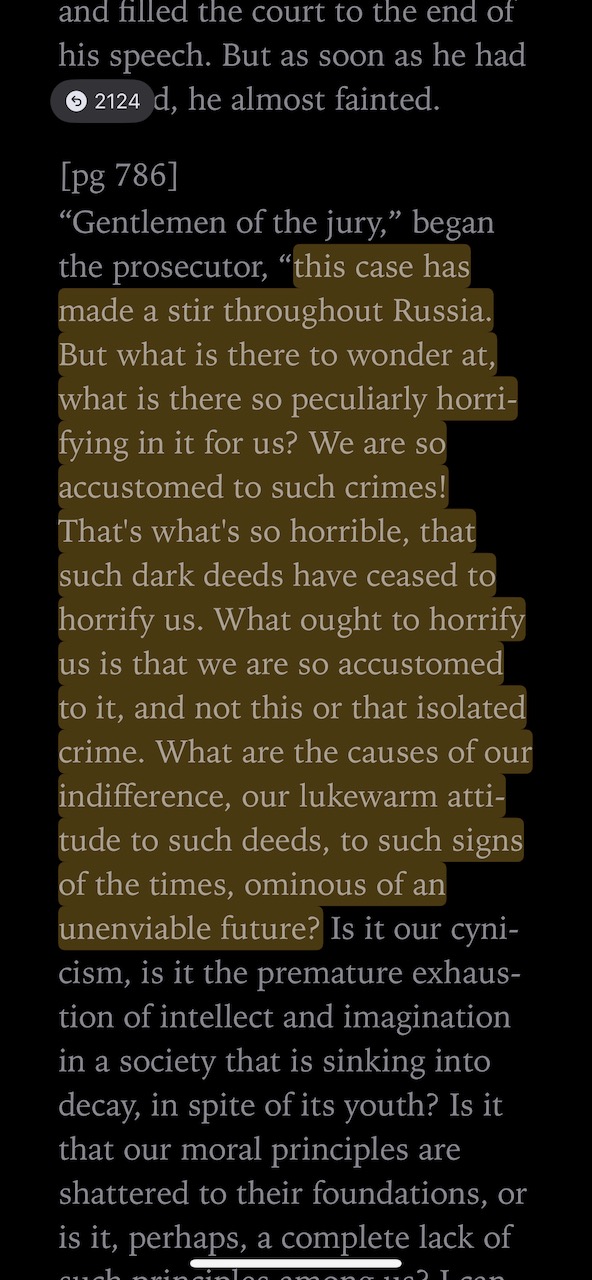 and filled the court to the end of
his speech. But as soon as he had
2124
d, he almost fainted.
[pg 786]
“Gentlemen of the jury,” began
the prosecutor, “this case has
made a stir throughout Russia.
But what is there to wonder at,
what is there so peculiarly horri-
fying in it for us? We are so
accustomed to such crimes!
That's what's so horrible, that
such dark deeds have ceased to
horrify us. What ought to horrify
us is that we are so accustomed
to it, and not this or that isolated
crime. What are the causes of our
indifference, our lukewarm atti-
tude to such deeds, to such signs
of the times, ominous of an
unenviable future? Is it our cyni-
cism, is it the premature exhaus-
tion of intellect and imagination
in a society that is sinking into
decay, in spite of its youth? Is it
that our moral principles are
shattered to their foundations, or
is it, perhaps, a complete lack of
such principles among us? I can